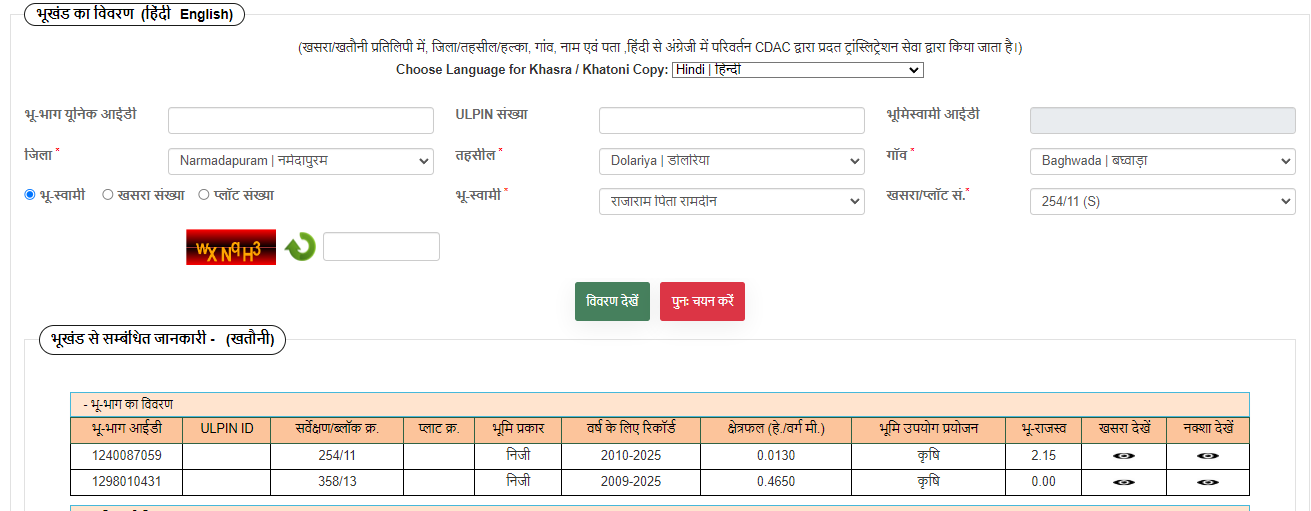 भूखंड का विवरण (हिंदी English)
(खसरा/खतौनी प्रतिलिपी में, जिला/तहसील/हल्का, गांव, नाम एवं पता ,हिंदी से अंग्रेजी में परिवर्तन CDAC द्वारा प्रदत ट्रांस्लिट्रेशन सेवा द्वारा किया जाता है।)
Choose Language for Khasra / Khatoni Copy: Hindi | हिन्दी
भू-भाग यूनिक आईडी ULPIN संख्या भूमिस्वामी आईडी
जिला * Narmadapuram | नर्मदापुरम तहसील * Dolariya | डोलरिया गाॅव * Baghwada | बघ्वाड़ा
भू-स्वामी खसरा संख्या प्लॉट संख्या भू-स्वामी * राजाराम पिता रामदीन खसरा/प्लॉट सं.* 254/11 (S)
wXNqH3
विवरण देखें पुनः चयन करें
भूखंड से सम्बंधित जानकारी - (खतौनी)
- भू-भाग का विवरण
भू-भाग आईडी ULPIN ID सर्वेक्षण/ब्लॉक क्र. प्लाट क्र. भूमि प्रकार वर्ष के लिए रिकॉर्ड क्षेत्रफल (हे./वर्ग मी.) भूमि उपयोग प्रयोजन भू-राजस्व खसरा देखें नक्शा देखें
1240087059 254/11 निजी 2010-2025 0.0130 कृषि 2.15
1298010431 358/13 निजी 2009-2025 0.4650 कृषि 0.00